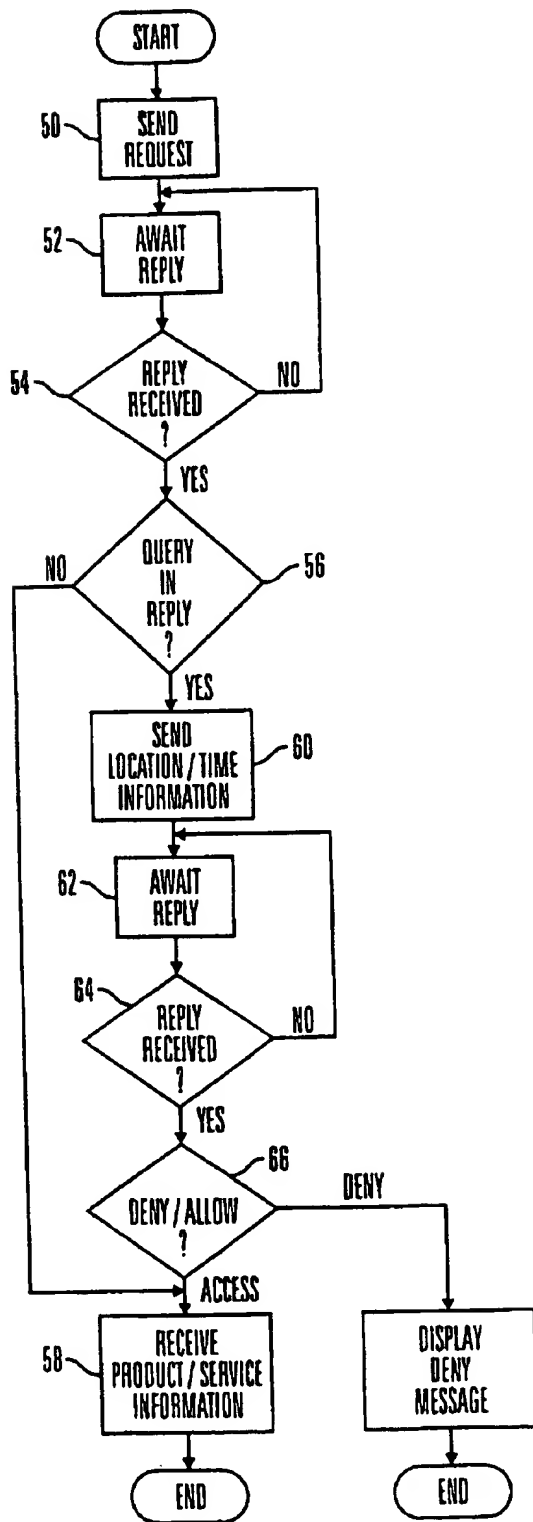 START
50
SEND
REQUEST
52
AWAIT
REPLY
54
REPLY
RECEIVED
?
NO
YES
NO
QUERY
IN
REPLY
?
56
YES
SEND
LOCATION / TIME
INFORMATION
60
62
AWAIT
REPLY
64
REPLY
RECEIVED
?
NO
YES
66
DENY / ALLOW
?
DENY
ACCESS
58
RECEIVE
PRODUCT / SERVICE
INFORMATION
DISPLAY
DENY
MESSAGE
END
END